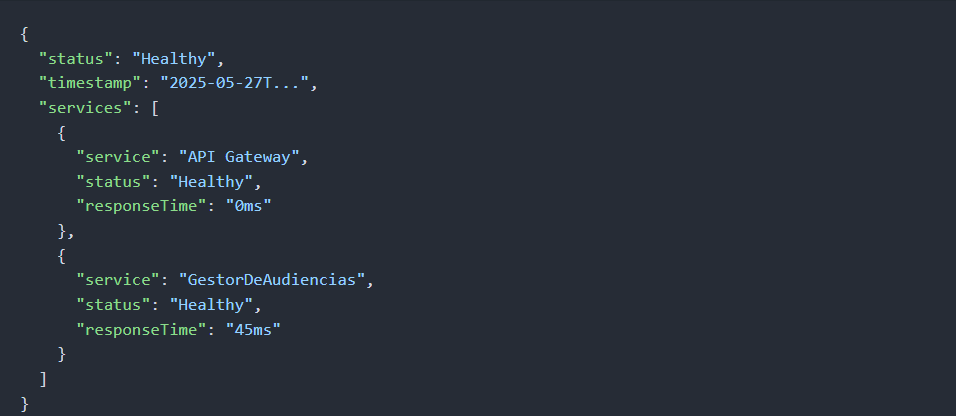 {
  "status": "Healthy",
  "timestamp": "2025-05-27T...",
  "services": [
    {
      "service": "API Gateway",
      "status": "Healthy",
      "responseTime": "0ms"
    },
    {
      "service": "GestorDeAudiencias",
      "status": "Healthy",
      "responseTime": "45ms"
    }
  ]
}